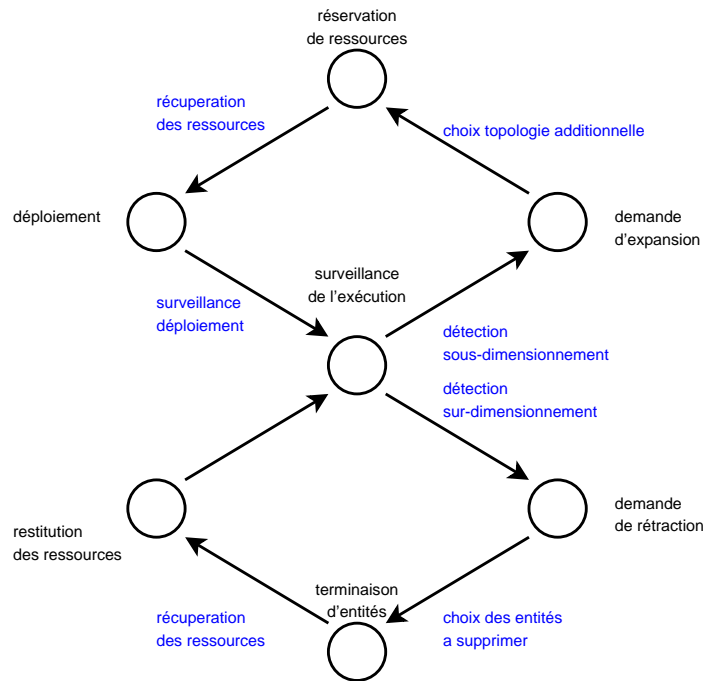 réservation
de ressources
récuperation
des ressources
choix topologie additionnelle
déploiement
demande
d'expansion
surveillance
de l'exécution
surveillance
déploiement
détection
sous-dimensionnement
détection
sur-dimensionnement
restitution
des ressources
demande
de rétraction
terminaison
d'entités
récuperation
des ressources
choix des entités
a supprimer